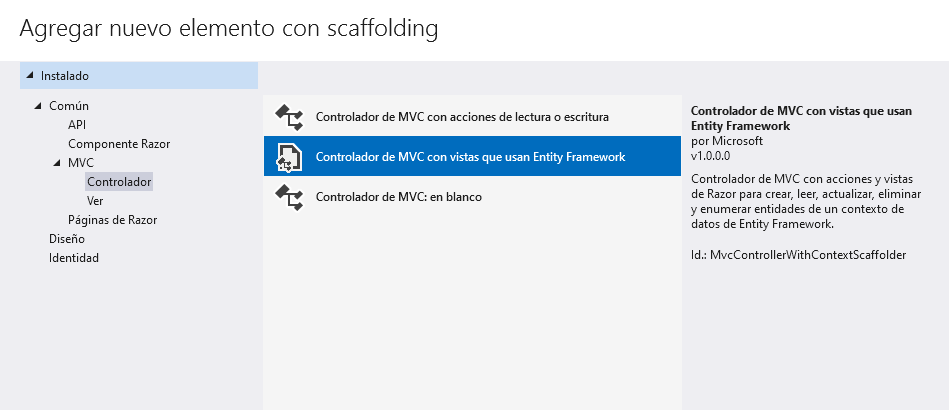 Agregar nuevo elemento con scaffolding
Instalado
Común
API
Componente Razor
MVC
Controlador
Ver
Páginas de Razor
Diseño
Identidad
Controlador de MVC con acciones de lectura o escritura
Controlador de MVC con vistas que usan Entity Framework
Controlador de MVC: en blanco
Controlador de MVC con vistas que usan
Entity Framework
por Microsoft
v1.0.0.0
Controlador de MVC con acciones y vistas
de Razor para crear, leer, actualizar, eliminar
y enumerar entidades de un contexto de
datos de Entity Framework.
Id.: MvcControllerWithContextScaffolder